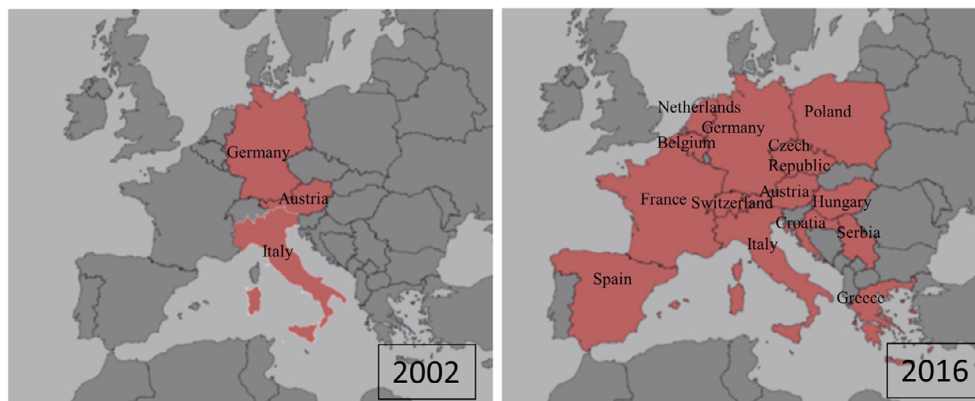 Germany
Austria
Italy
2002
Netherlands
Germany
Poland
Belgium
Czech
Republic
France
Switzerland
Austria
Hungary
Croatia
Italy
Serbia
Spain
Greece
2016